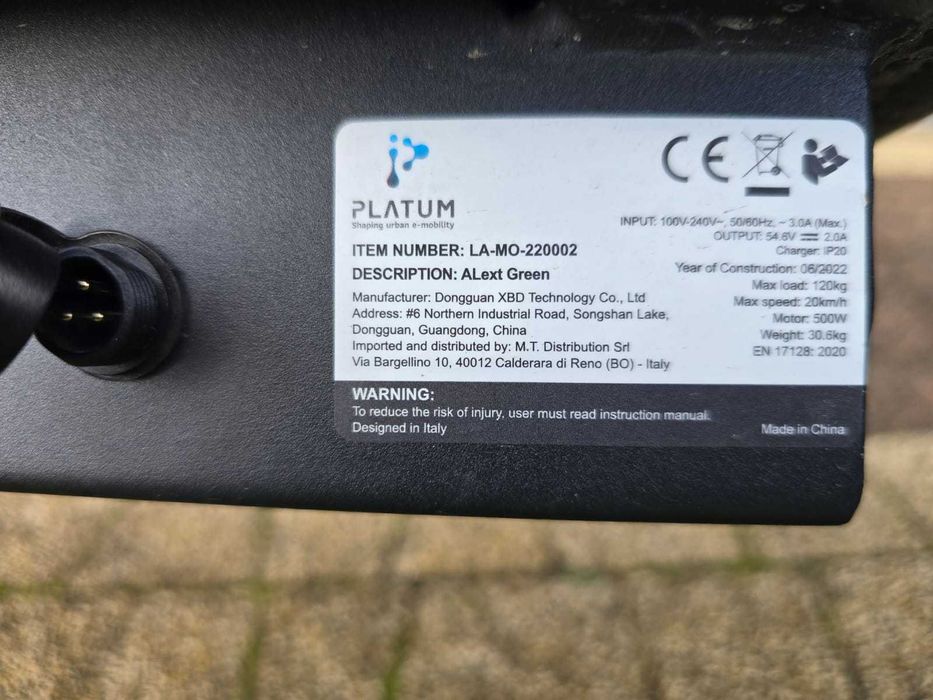 PLATUM
Shaping urban e-mobility
ITEM NUMBER: LA-MO-220002
DESCRIPTION: ALext Green
Manufacturer: Dongguan XBD Technology Co., Ltd
Address: #6 Northern Industrial Road, Songshan Lake,
Dongguan, Guangdong, China
Imported and distributed by: M.T. Distribution Srl
Via Bargellino 10, 40012 Calderara di Reno (BO) - Italy
CE
INPUT: 100V-240V~, 50/60Hz, ~ 3.0A (Max.)
OUTPUT: 54.6V ⎓ 2.0A
Charger: IP20
Year of Construction: 06/2022
Max load: 120kg
Max speed: 20km/h
Motor: 500W
Weight: 30.6kg
EN 17128: 2020
WARNING:
To reduce the risk of injury, user must read instruction manual.
Designed in Italy
Made in China